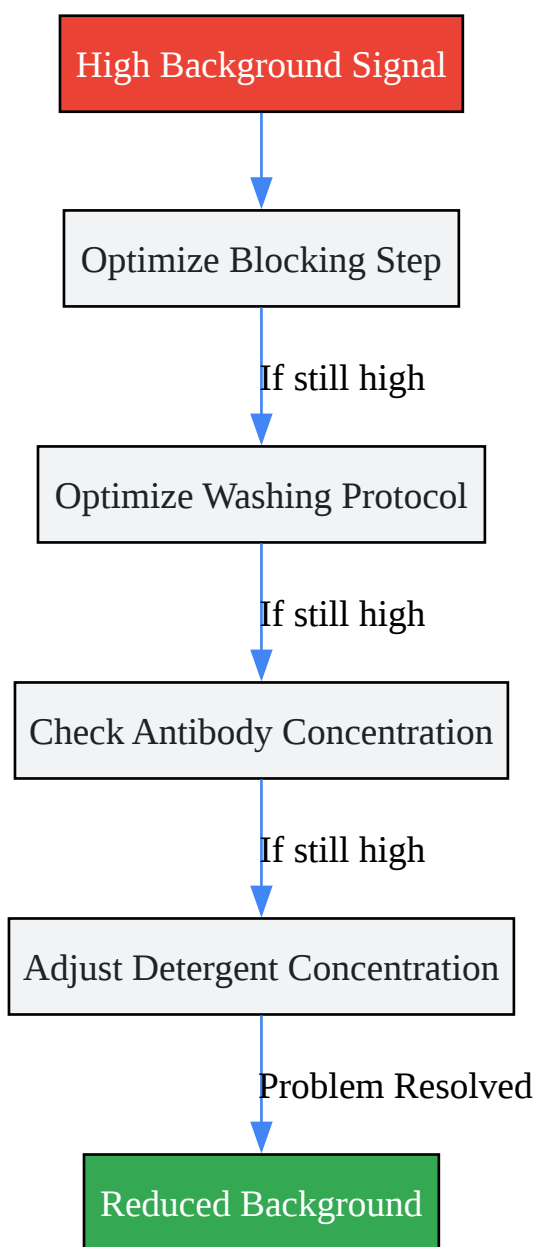 High Background Signal
Optimize Blocking Step
If still high
Optimize Washing Protocol
If still high
Check Antibody Concentration
If still high
Adjust Detergent Concentration
Problem Resolved
Reduced Background